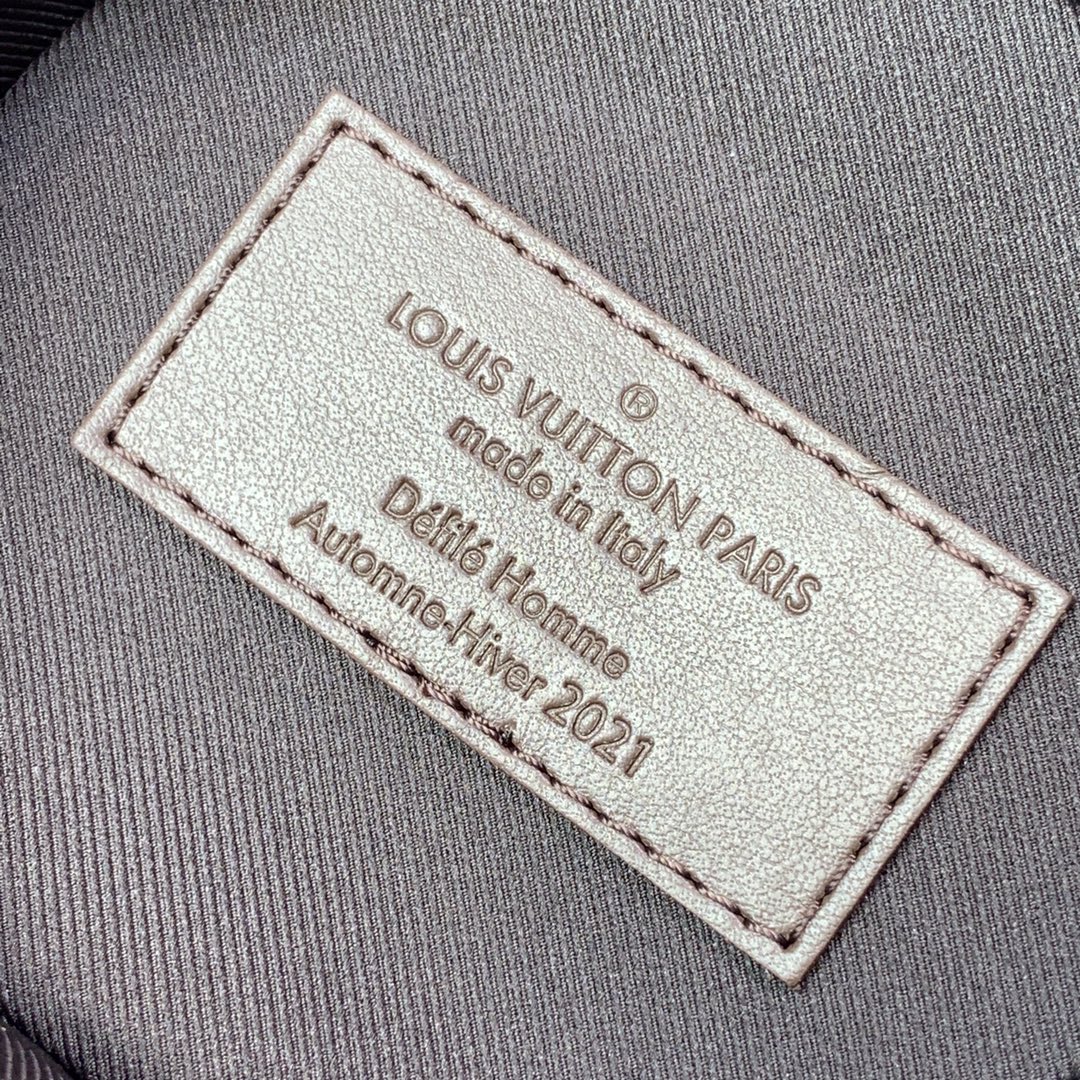 ®
LOUIS VUITTON PARIS
made in Italy
Défilé Homme
Automne-Hiver 2021